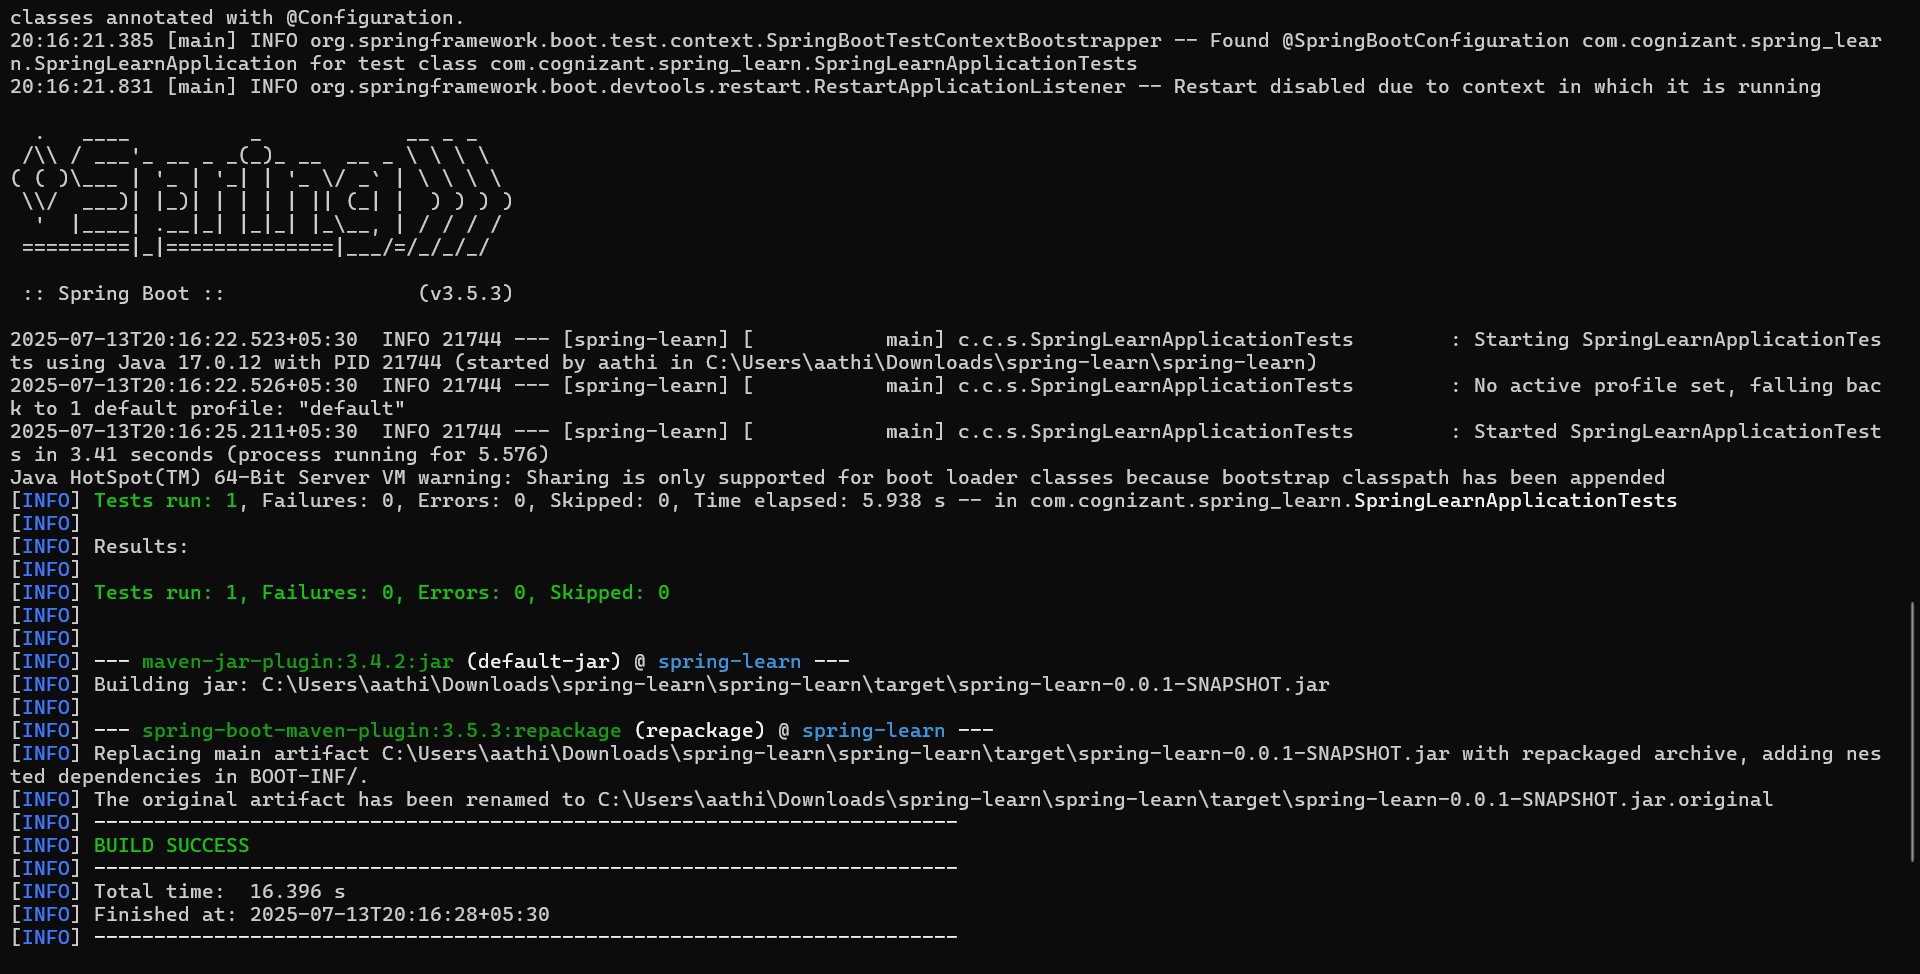 classes annotated with @Configuration.
20:16:21.385 [main] INFO org.springframework.boot.test.context.SpringBootTestContextBootstrapper -- Found @SpringBootConfiguration com.cognizant.spring_lear
n.SpringLearnApplication for test class com.cognizant.spring_learn.SpringLearnApplicationTests
20:16:21.831 [main] INFO org.springframework.boot.devtools.restart.RestartApplicationListener -- Restart disabled due to context in which it is running

  .   ____          _            __ _ _
 /\\ / ___'_ __ _ _(_)_ __  __ _ \ \ \ \
( ( )\___ | '_ | '_| | '_ \/ _` | \ \ \ \
 \\/  ___)| |_)| | | | | || (_| |  ) ) ) )
  '  |____| .__|_| |_|_| |_\__, | / / / /
 =========|_|==============|___/=/_/_/_/

 :: Spring Boot ::                (v3.5.3)

2025-07-13T20:16:22.523+05:30  INFO 21744 --- [spring-learn] [           main] c.c.s.SpringLearnApplicationTests        : Starting SpringLearnApplicationTes
ts using Java 17.0.12 with PID 21744 (started by aathi in C:\Users\aathi\Downloads\spring-learn\spring-learn)
2025-07-13T20:16:22.526+05:30  INFO 21744 --- [spring-learn] [           main] c.c.s.SpringLearnApplicationTests        : No active profile set, falling bac
k to 1 default profile: "default"
2025-07-13T20:16:25.211+05:30  INFO 21744 --- [spring-learn] [           main] c.c.s.SpringLearnApplicationTests        : Started SpringLearnApplicationTest
s in 3.41 seconds (process running for 5.576)
Java HotSpot(TM) 64-Bit Server VM warning: Sharing is only supported for boot loader classes because bootstrap classpath has been appended
[INFO] Tests run: 1, Failures: 0, Errors: 0, Skipped: 0, Time elapsed: 5.938 s -- in com.cognizant.spring_learn.SpringLearnApplicationTests
[INFO]
[INFO] Results:
[INFO]
[INFO] Tests run: 1, Failures: 0, Errors: 0, Skipped: 0
[INFO]
[INFO]
[INFO] --- maven-jar-plugin:3.4.2:jar (default-jar) @ spring-learn ---
[INFO] Building jar: C:\Users\aathi\Downloads\spring-learn\spring-learn\target\spring-learn-0.0.1-SNAPSHOT.jar
[INFO]
[INFO] --- spring-boot-maven-plugin:3.5.3:repackage (repackage) @ spring-learn ---
[INFO] Replacing main artifact C:\Users\aathi\Downloads\spring-learn\spring-learn\target\spring-learn-0.0.1-SNAPSHOT.jar with repackaged archive, adding nes
ted dependencies in BOOT-INF/.
[INFO] The original artifact has been renamed to C:\Users\aathi\Downloads\spring-learn\spring-learn\target\spring-learn-0.0.1-SNAPSHOT.jar.original
[INFO] ------------------------------------------------------------------------
[INFO] BUILD SUCCESS
[INFO] ------------------------------------------------------------------------
[INFO] Total time:  16.396 s
[INFO] Finished at: 2025-07-13T20:16:28+05:30
[INFO] ------------------------------------------------------------------------